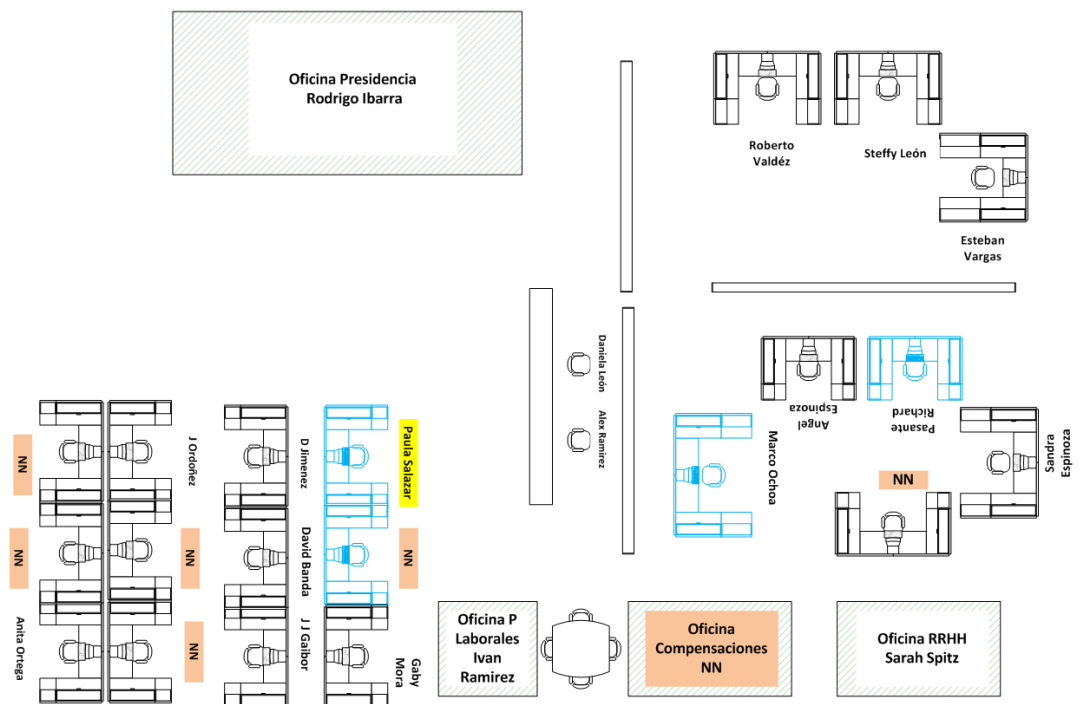 Oficina Presidencia
Rodrigo Ibarra
Roberto
Valdéz
Steffy León
Esteban
Vargas
Daniela León
Alex Ramirez
Angel
Espinoza
Pasante
Richard
Marco Ochoa
Sandra
Espinoza
NN
NN
J Ordoñez
D Jimenez
Paula Salazar
NN
NN
David Banda
NN
Anita Ortega
NN
J J Gaibor
Gaby
Mora
Oficina P
Laborales
Ivan
Ramirez
Oficina
Compensaciones
NN
Oficina RRHH
Sarah Spitz